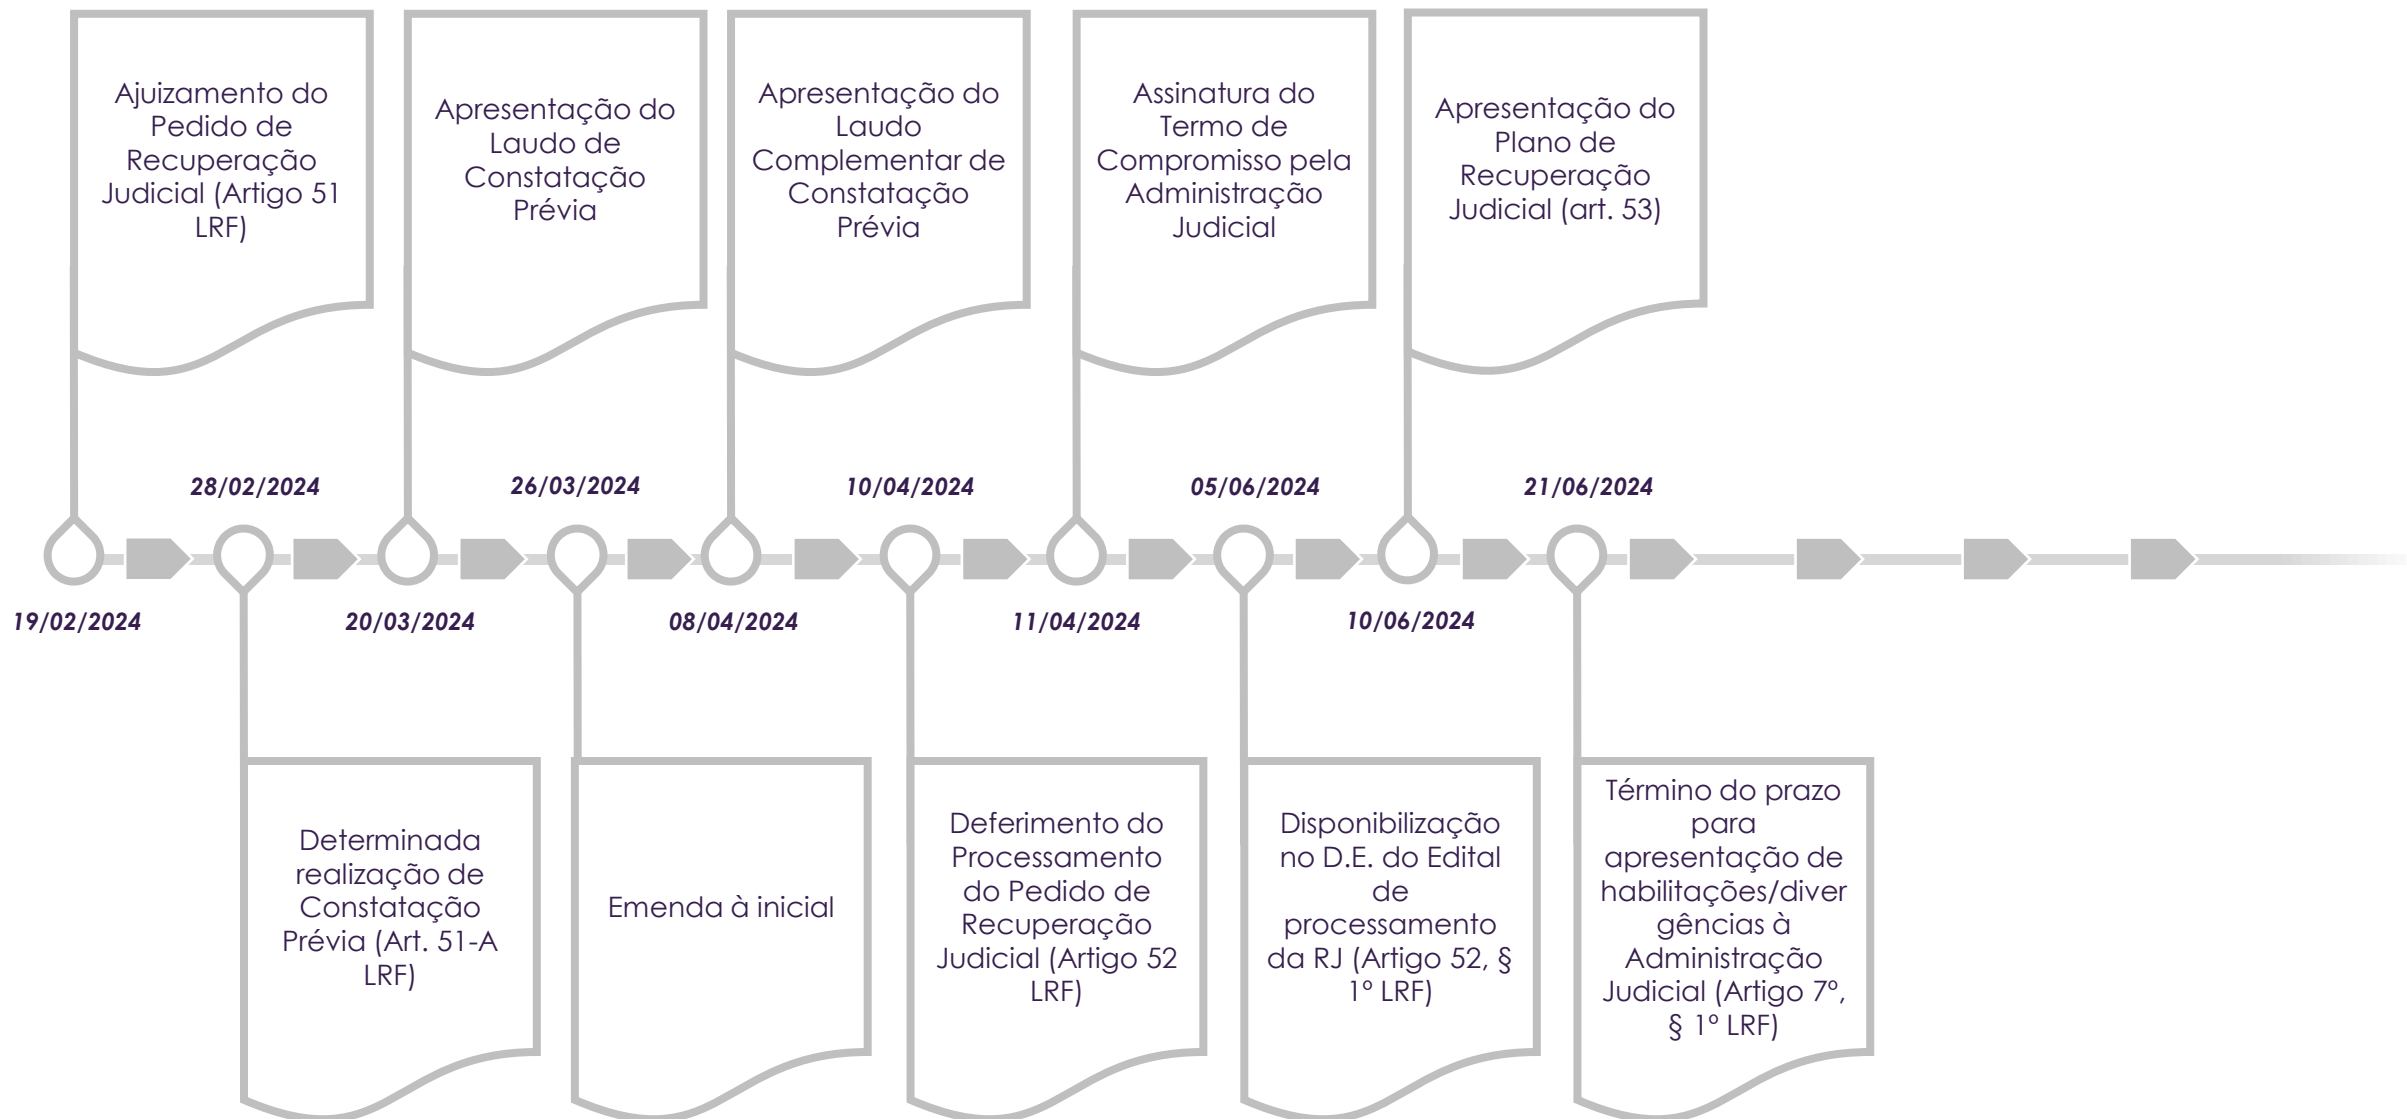 Ajuizamento do
Pedido de
Recuperação
Judicial (Artigo 51
LRF)
Apresentação do
Laudo de
Constatação
Prévia
Apresentação do
Laudo
Complementar de
Constatação
Prévia
Assinatura do
Termo de
Compromisso pela
Administração
Judicial
Apresentação do
Plano de
Recuperação
Judicial (art. 53)
28/02/2024
26/03/2024
10/04/2024
05/06/2024
21/06/2024
19/02/2024
20/03/2024
08/04/2024
11/04/2024
10/06/2024
Determinada
realização de
Constatação
Prévia (Art. 51-A
LRF)
Emenda à inicial
Deferimento do
Processamento
do Pedido de
Recuperação
Judicial (Artigo 52
LRF)
Disponibilização
no D.E. do Edital
de
processamento
da RJ (Artigo 52, §
1º LRF)
Término do prazo
para
apresentação de
habilitações/diver
gências à
Administração
Judicial (Artigo 7º,
§ 1º LRF)